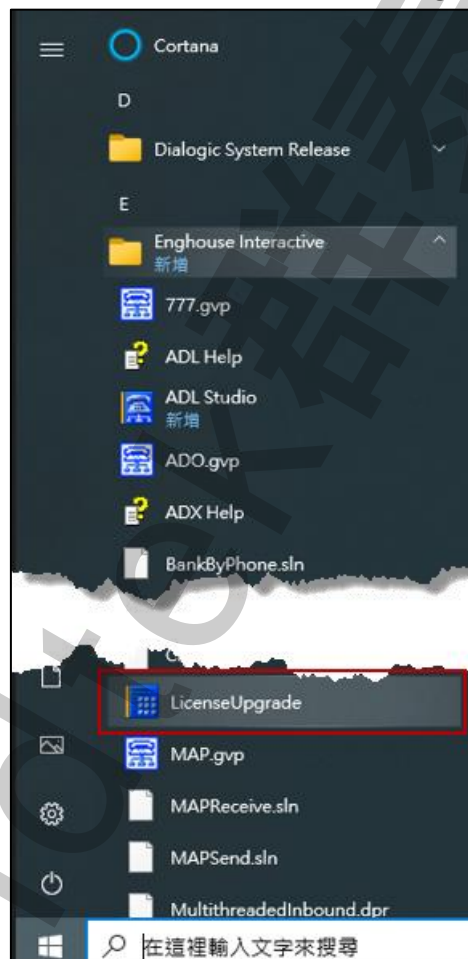 Cortana
D
Dialogic System Release
E
Enghouse Interactive
新增
777.gvp
ADL Help
ADL Studio
新增
ADO.gvp
ADX Help
BankByPhone.sln
LicenseUpgrade
MAP.gvp
MAPReceive.sln
MAPSend.sln
MultithreadedInbound.dpr
在這裡輸入文字來搜尋